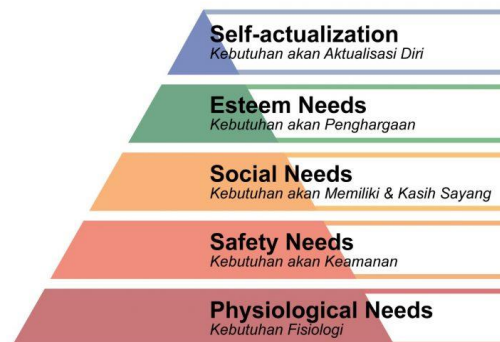 Self-actualization
Kebutuhan akan Aktualisasi Diri
Esteem Needs
Kebutuhan akan Penghargaan
Social Needs
Kebutuhan akan Memiliki & Kasih Sayang
Safety Needs
Kebutuhan akan Keamanan
Physiological Needs
Kebutuhan Fisiologi